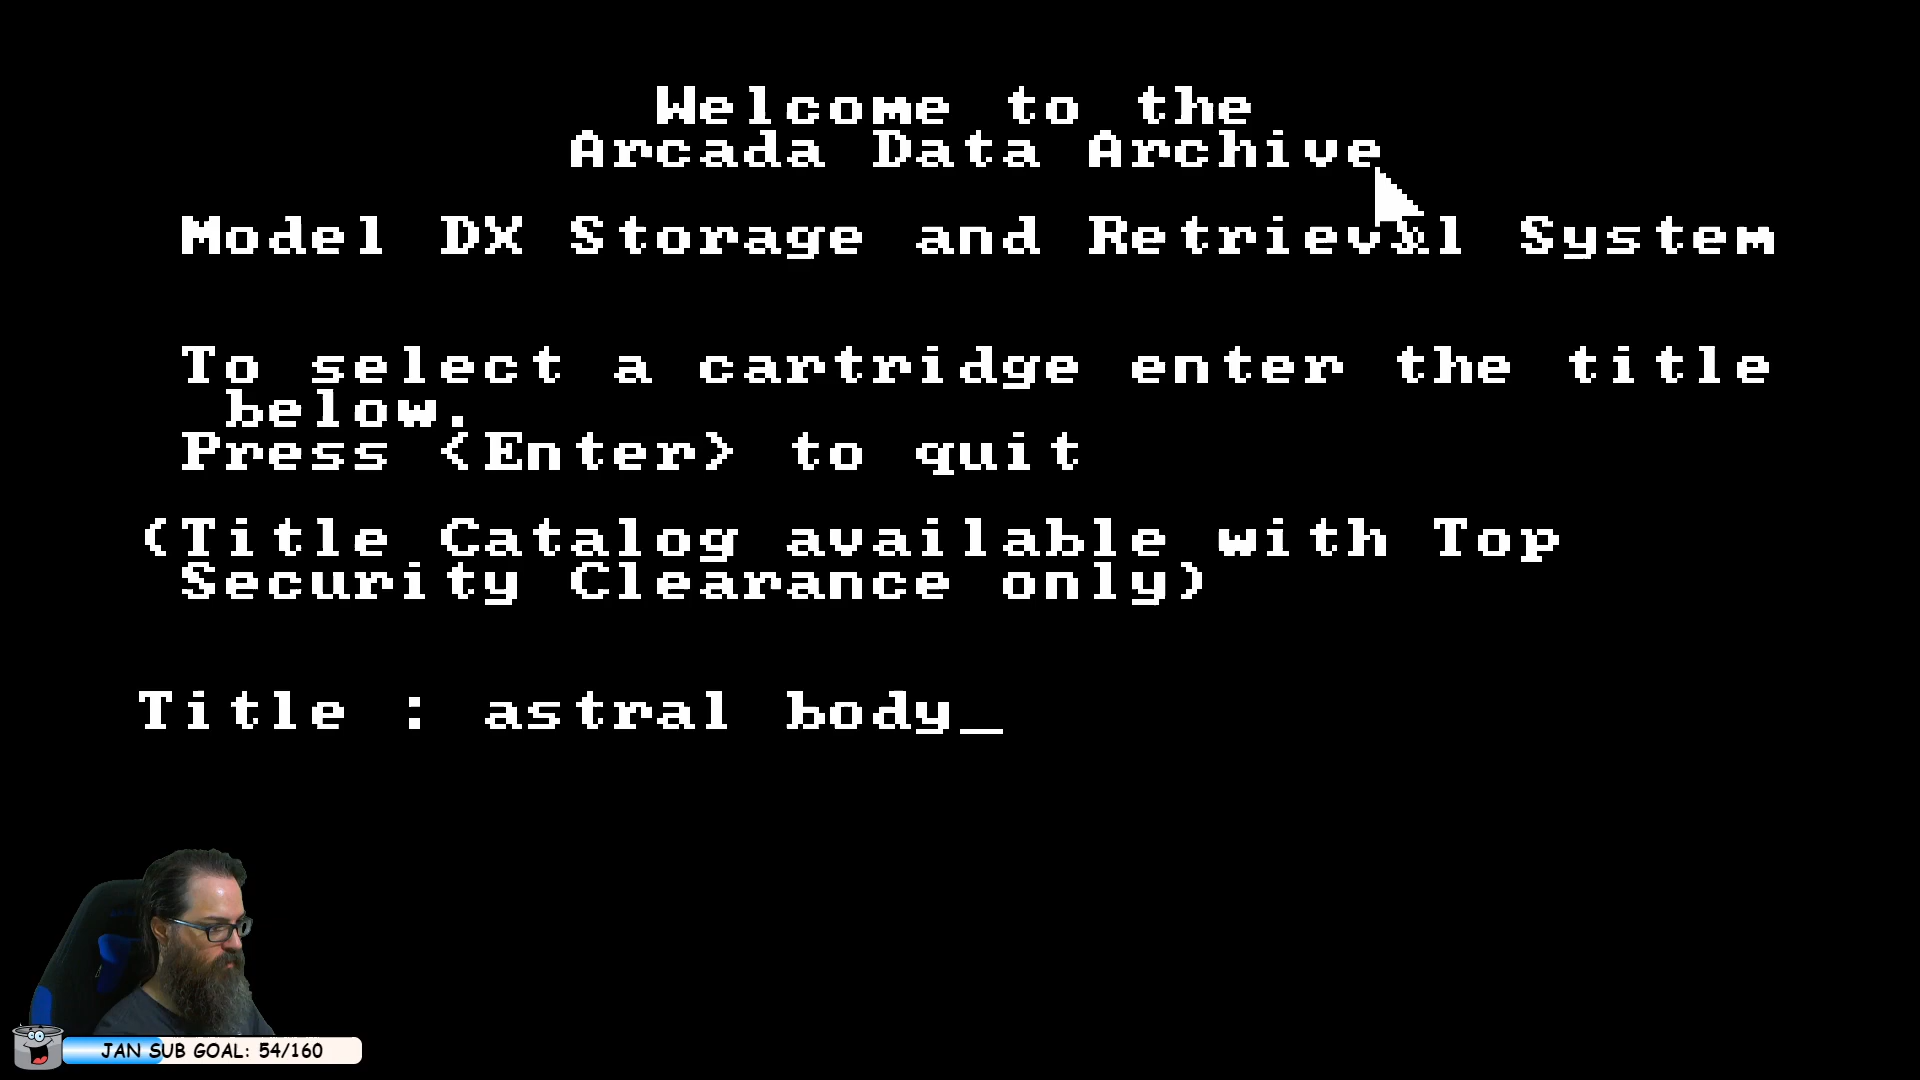 Welcome to the
Arcada Data Archive
Model DX Storage and Retrieval System
To select a cartridge enter the title
below.
Press <Enter> to quit
(Title Catalog available with Top
Security Clearance only)
Title : astral body_
JAN SUB GOAL: 54/160